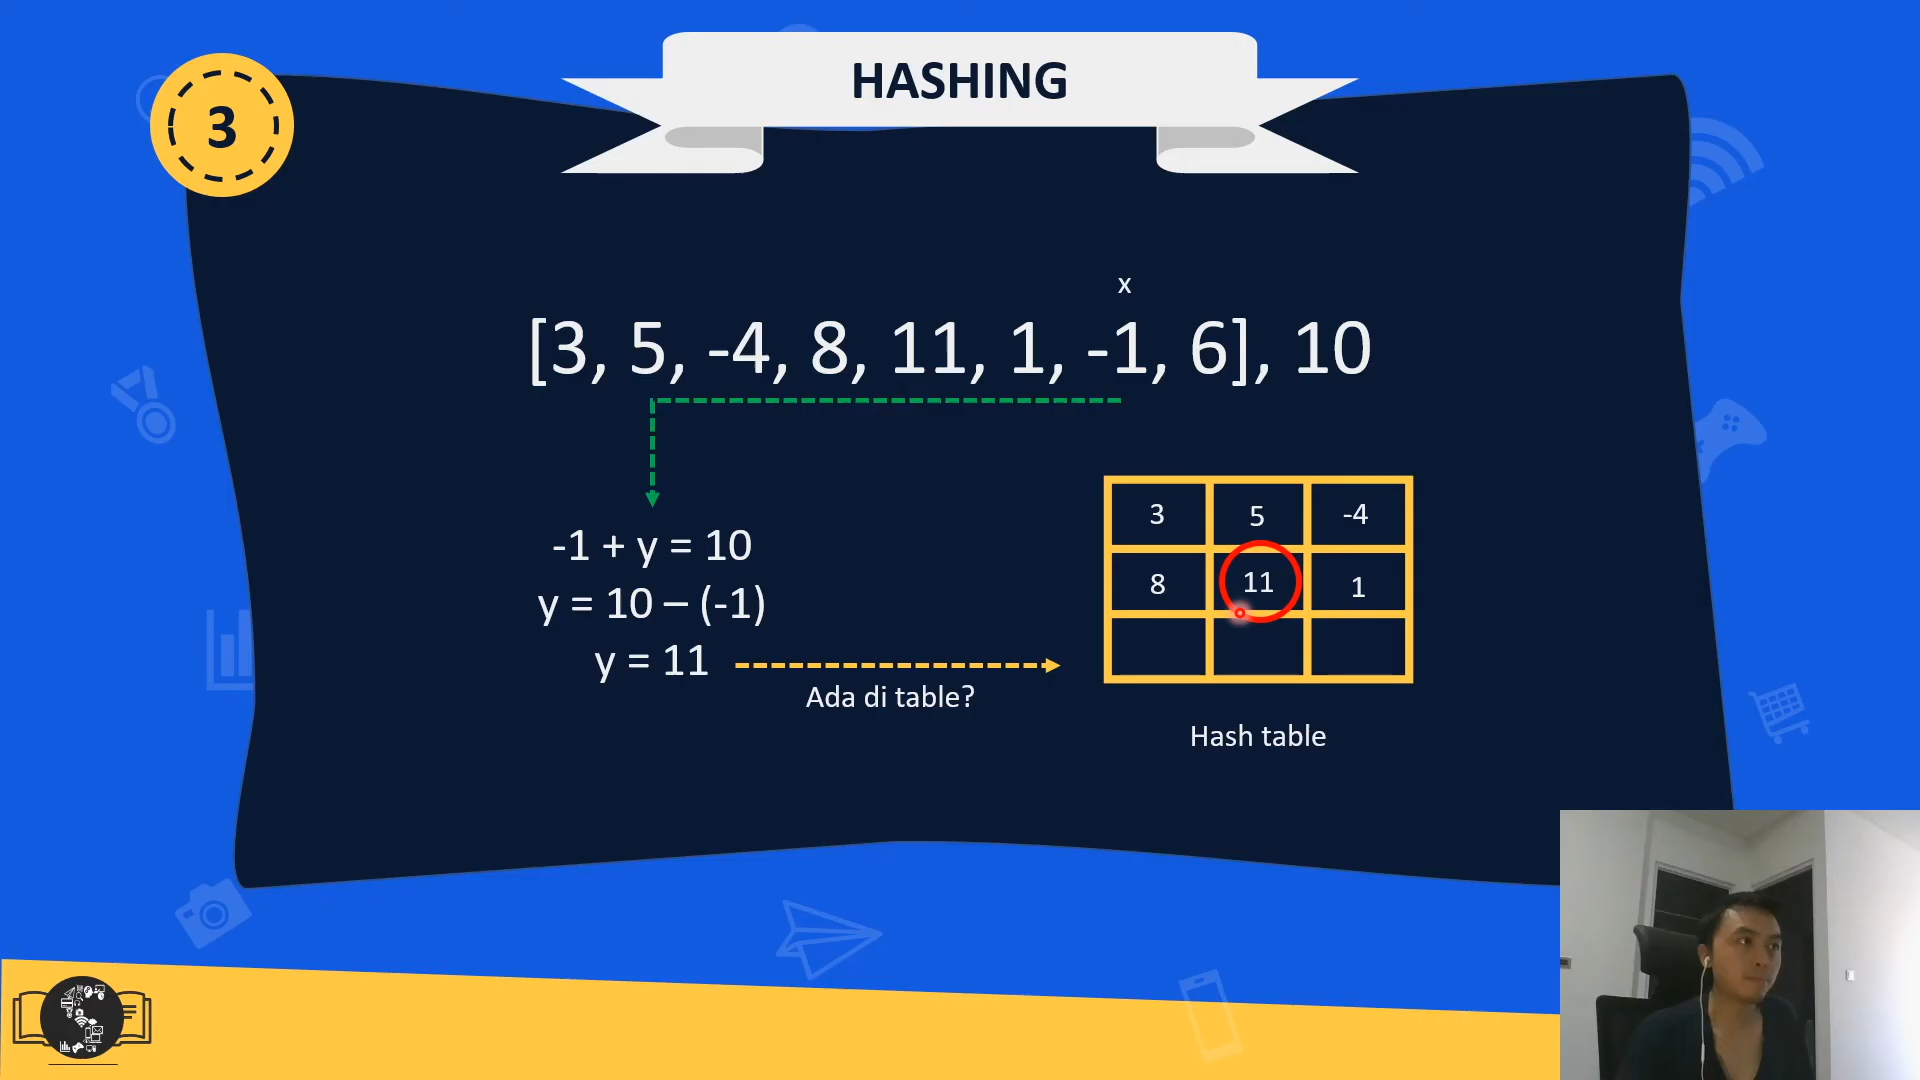 HASHING
3
x
[3, 5, -4, 8, 11, 1, -1, 6], 10
-1 + y = 10
y = 10 – (-1)
y = 11
Ada di table?
3 5 -4
8 11 1
Hash table